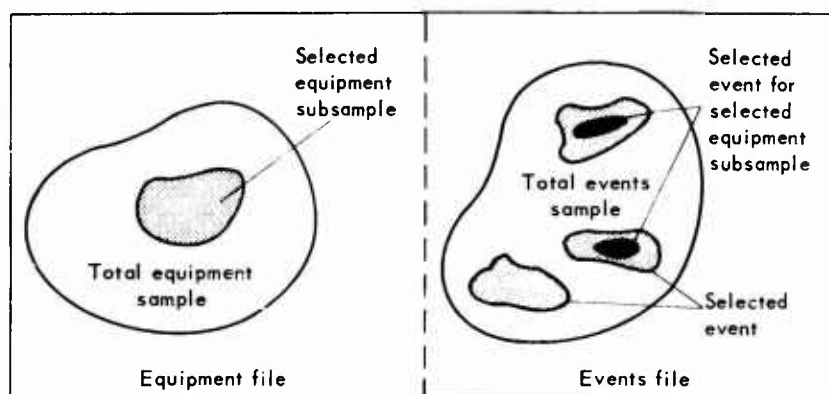 Selected
equipment
subsample
Total equipment
sample
Equipment file
Selected
event for
selected
equipment
subsample
Total events
sample
Selected
event
Events file